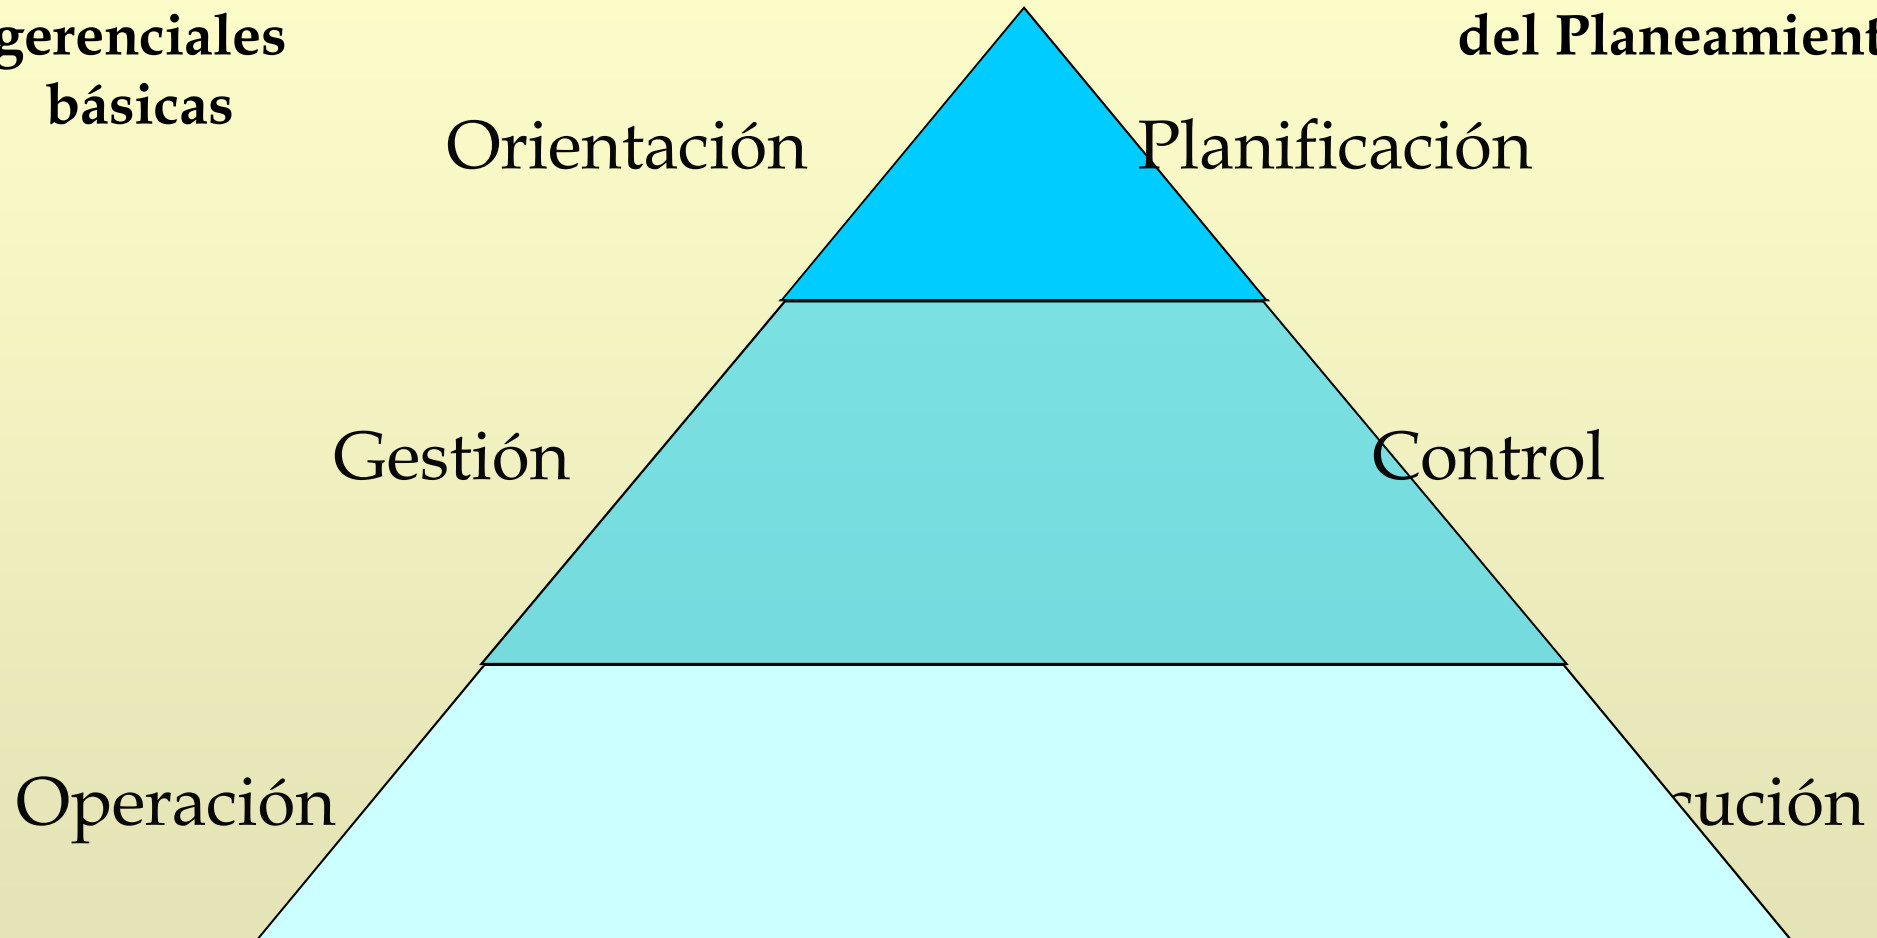 gerenciales
básicas
del Planeamient
Orientación
Planificación
Gestión
Control
Operación
cución